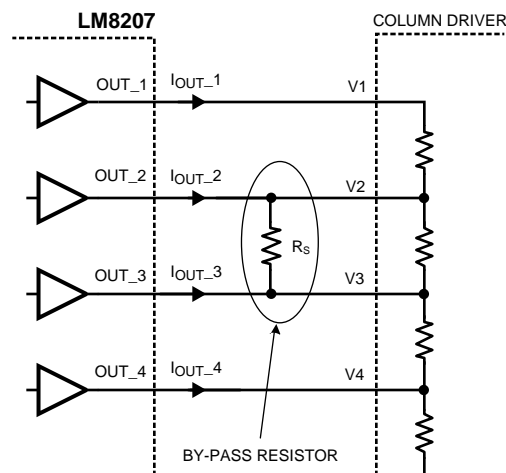 LM8207
COLUMN DRIVER
OUT_1
IOUT_1
V1
OUT_2
IOUT_2
V2
RS
OUT_3
IOUT_3
V3
OUT_4
IOUT_4
V4
BY-PASS RESISTOR